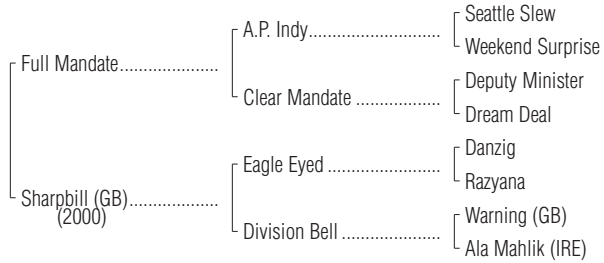 Seattle Slew
A.P. Indy...............................
Weekend Surprise
Full Mandate.......................
Deputy Minister
Clear Mandate ....................
Dream Deal
Danzig
Eagle Eyed ..........................
Razyana
Sharpbill (GB).....................
(2000)
Warning (GB)
Division Bell .......................
Ala Mahlik (IRE)